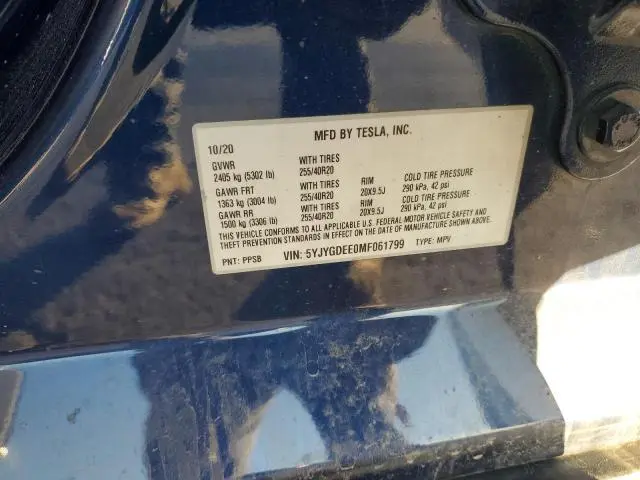 MFD BY TESLA, INC.
10/20
GVWR WITH TIRES
2405 kg (5302 lb) 255/40R20 RIM COLD TIRE PRESSURE
GAWR FRT WITH TIRES 20X9.5J 290 kPa, 42 psi
1363 kg (3004 lb) 255/40R20 RIM COLD TIRE PRESSURE
GAWR RR WITH TIRES 20X9.5J 290 kPa, 42 psi
1500 kg (3306 lb) 255/40R20
THIS VEHICLE CONFORMS TO ALL APPLICABLE U.S. FEDERAL MOTOR VEHICLE SAFETY AND
THEFT PREVENTION STANDARDS IN EFFECT ON THE DATE OF MANUFACTURE SHOWN ABOVE.
PNT: PPSB VIN: 5YJYGDEE0MF061799 TYPE: MPV